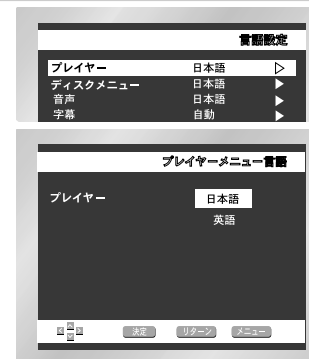 言語設定
プレイヤー 日本語 ▷
ディスクメニュー 日本語 ▶
音声 日本語 ▶
字幕 自動 ▶
プレイヤーメニュー言語
プレイヤー 日本語
英語
決定 リターン メニュー